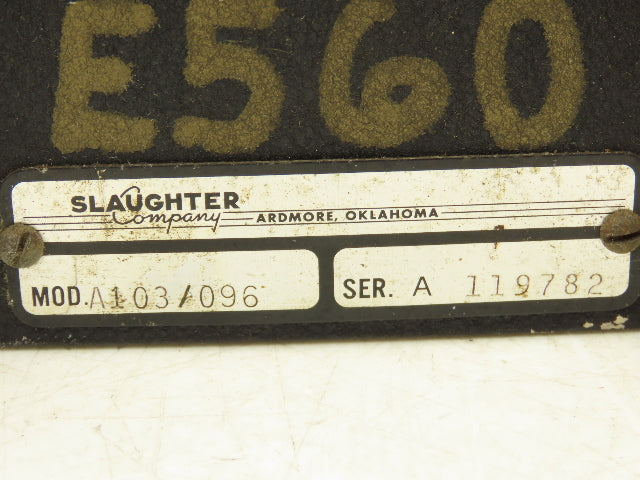 E560
SLAUGHTER
Company
ARDMORE, OKLAHOMA
MOD. A103/096
SER. A 119782